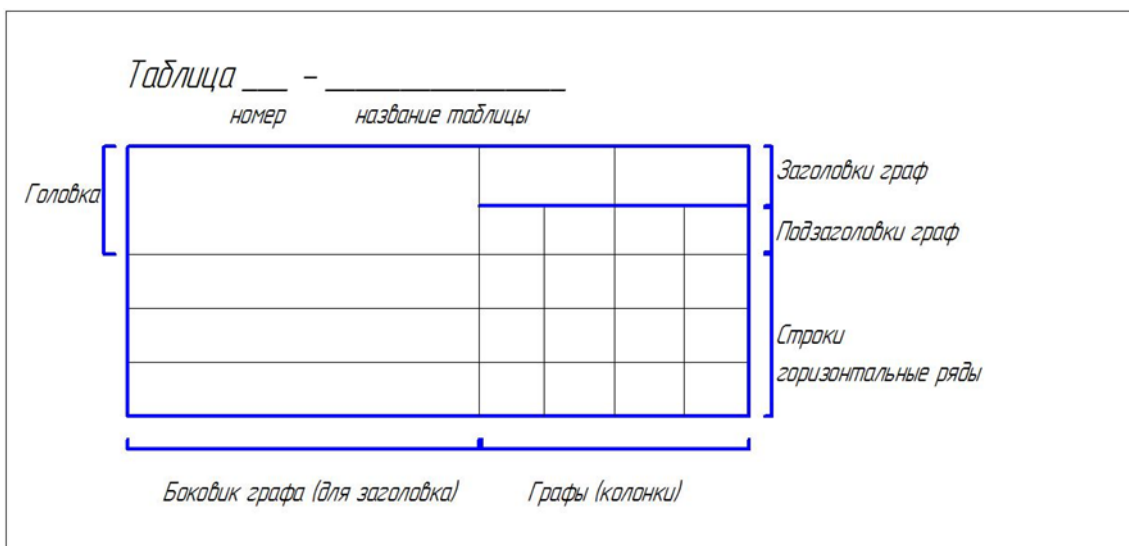 Таблица ___ – ________________
номер название таблицы
Головка
Заголовки граф
Подзаголовки граф
Строки
горизонтальные ряды
Боковик графа (для заголовка) Графы (колонки)